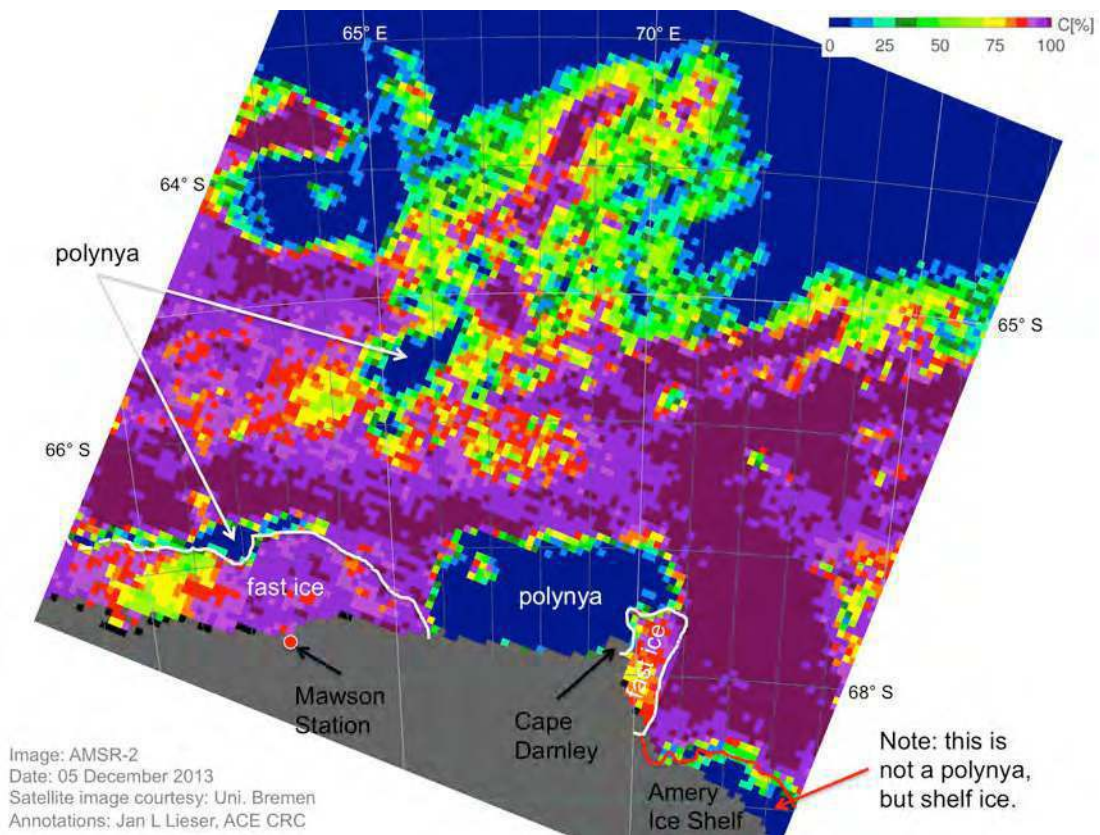 65° E
70° E
C[%]
0 25 50 75 100
64° S
polynya
65° S
66° S
fast ice
polynya
fast ice
68° S
Mawson
Station
Cape
Darnley
Note: this is
not a polynya,
but shelf ice.
Amery
Ice Shelf
Image: AMSR-2
Date: 05 December 2013
Satellite image courtesy: Uni. Bremen
Annotations: Jan L Lieser, ACE CRC